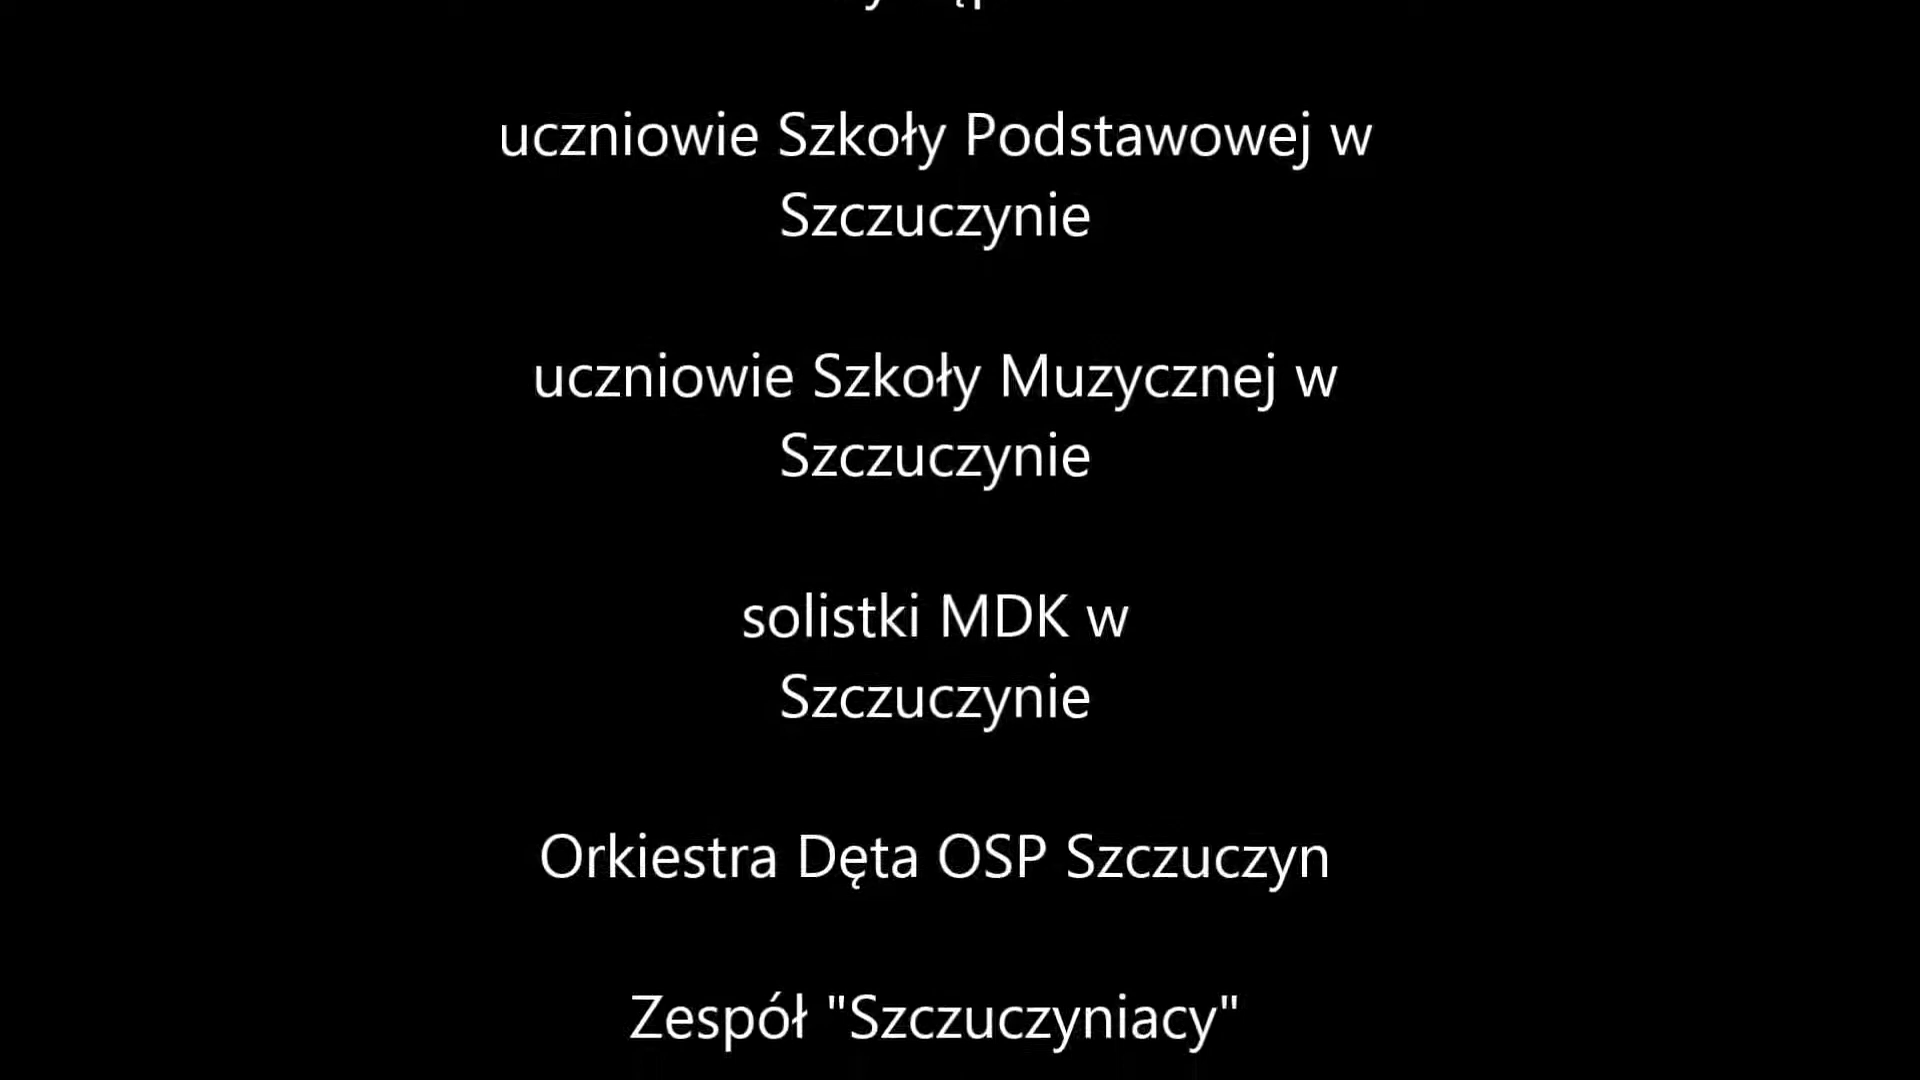 uczniowie Szkoły Podstawowej w
Szczuczynie
uczniowie Szkoły Muzycznej w
Szczuczynie
solistki MDK w
Szczuczynie
Orkiestra Dęta OSP Szczuczyn
Zespół "Szczuczyniacy"